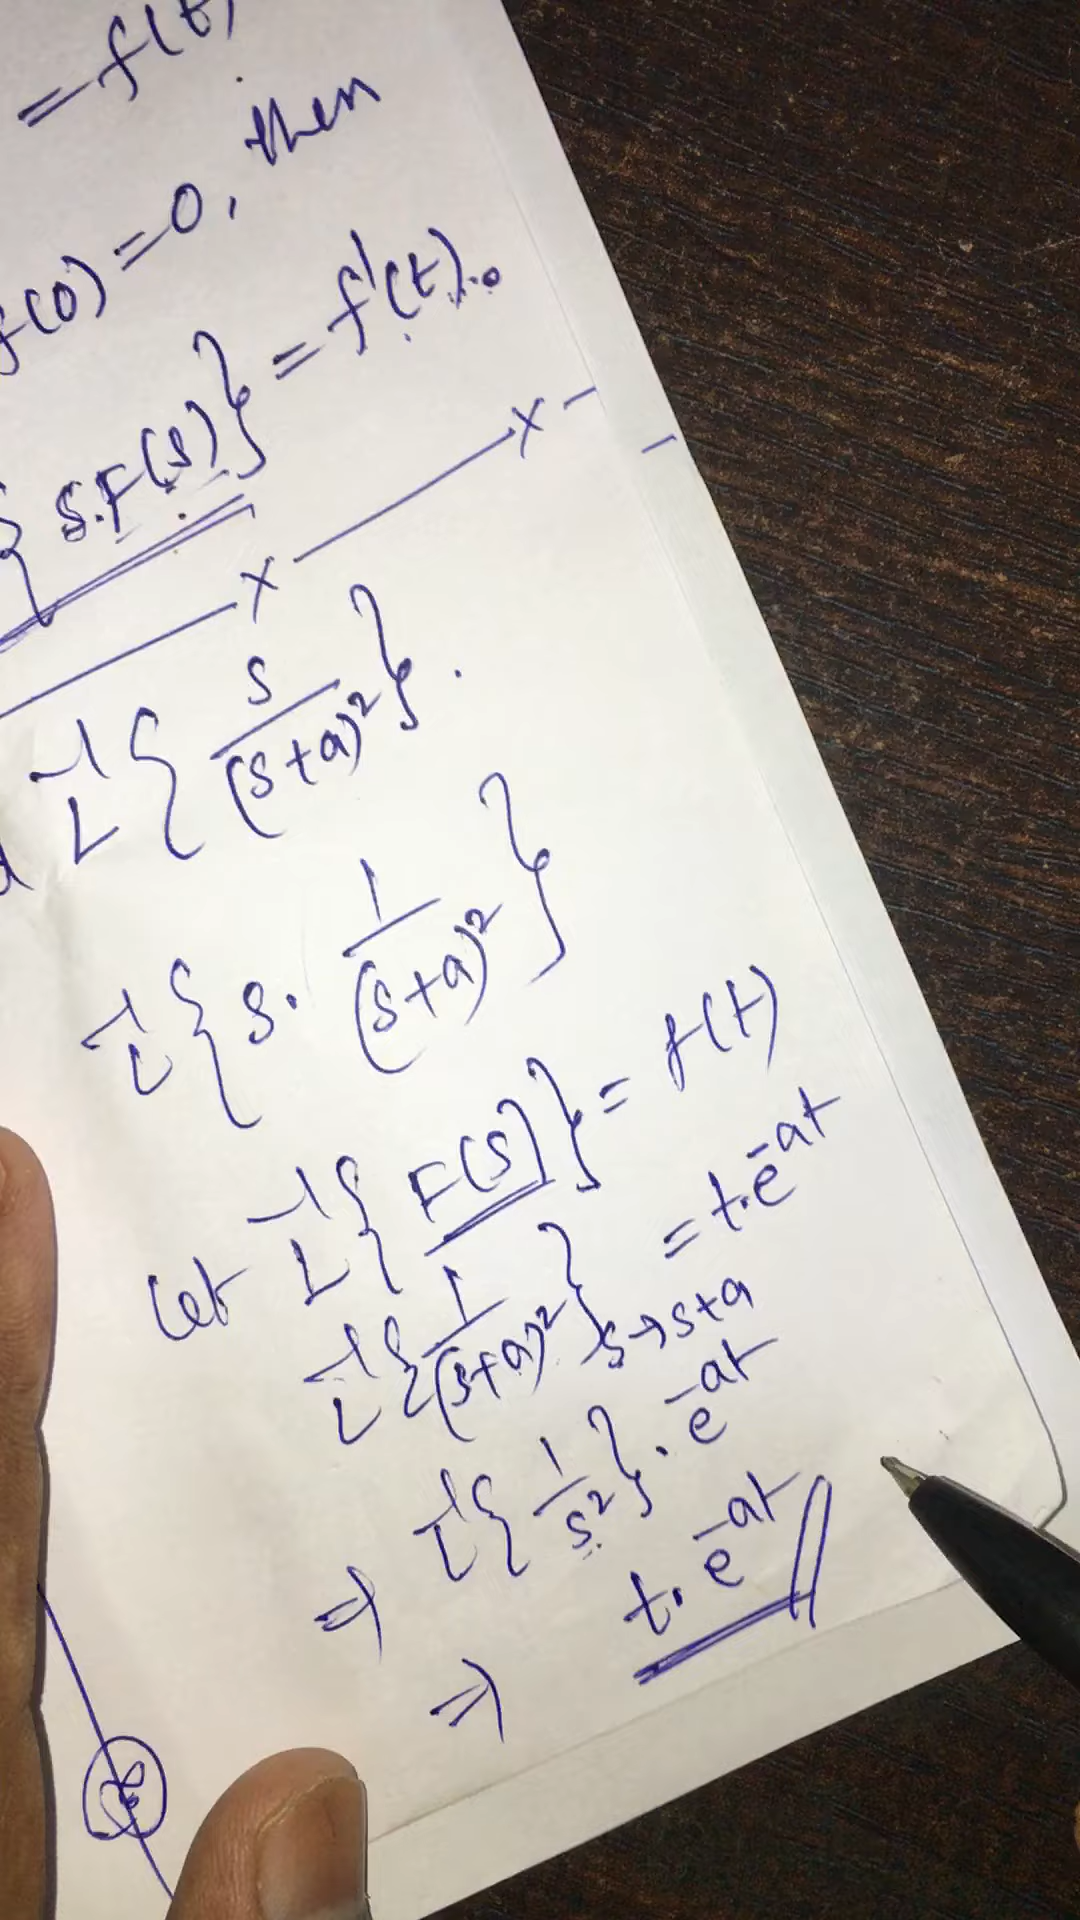 = f(t)
f(0) = 0, then
{ S.F(S) } = f'(t).
x x
L⁻¹ { S/(S+a)² }.
L⁻¹ { S. 1/(S+a)² }
Let L⁻¹ { F(S) } = f(t)
L⁻¹ { 1/(S+a)² } = t.e⁻ᵃᵗ
S→S+a
⇒ L⁻¹ { 1/S² } . e⁻ᵃᵗ
⇒ t. e⁻ᵃᵗ //